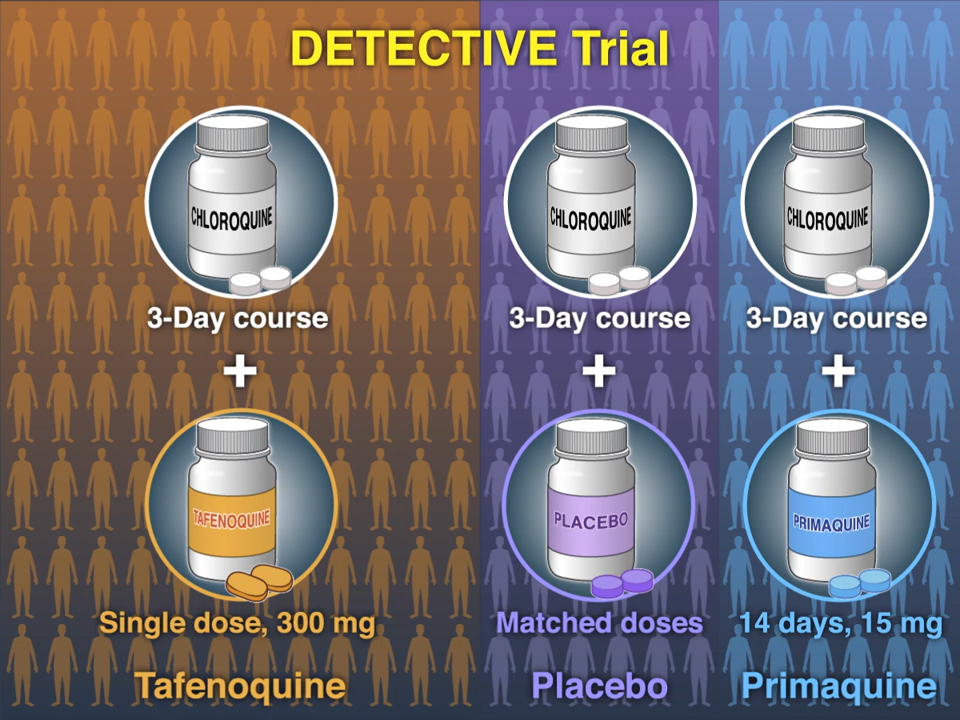 DETECTIVE Trial
CHLOROQUINE
3-Day course
+
TAFENOQUINE
Single dose, 300 mg
Tafenoquine
CHLOROQUINE
3-Day course
+
PLACEBO
Matched doses
Placebo
CHLOROQUINE
3-Day course
+
PRIMAQUINE
14 days, 15 mg
Primaquine